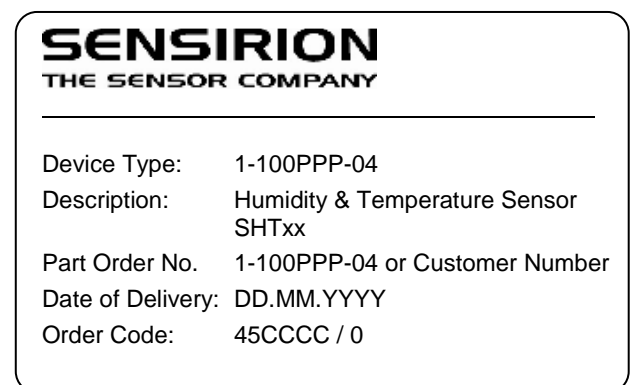 SENSIRION
THE SENSOR COMPANY
Device Type: 1-100PPP-04
Description: Humidity & Temperature Sensor
SHTxx
Part Order No. 1-100PPP-04 or Customer Number
Date of Delivery: DD.MM.YYYY
Order Code: 45CCCC / 0